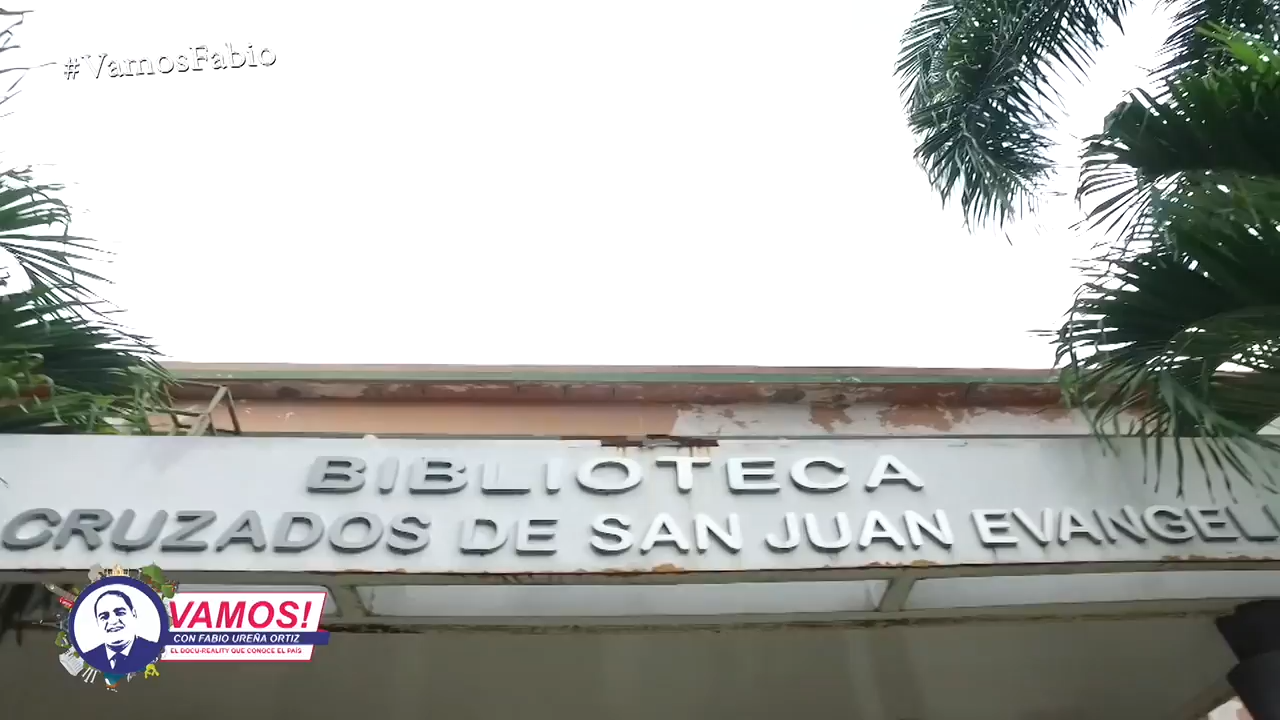 #VamosFabio
BIBLIOTECA
CRUZADOS DE SAN JUAN EVANGELI
VAMOS!
CON FABIO UREÑA ORTIZ
EL DOCU-REALITY QUE CONOCE EL PAÍS